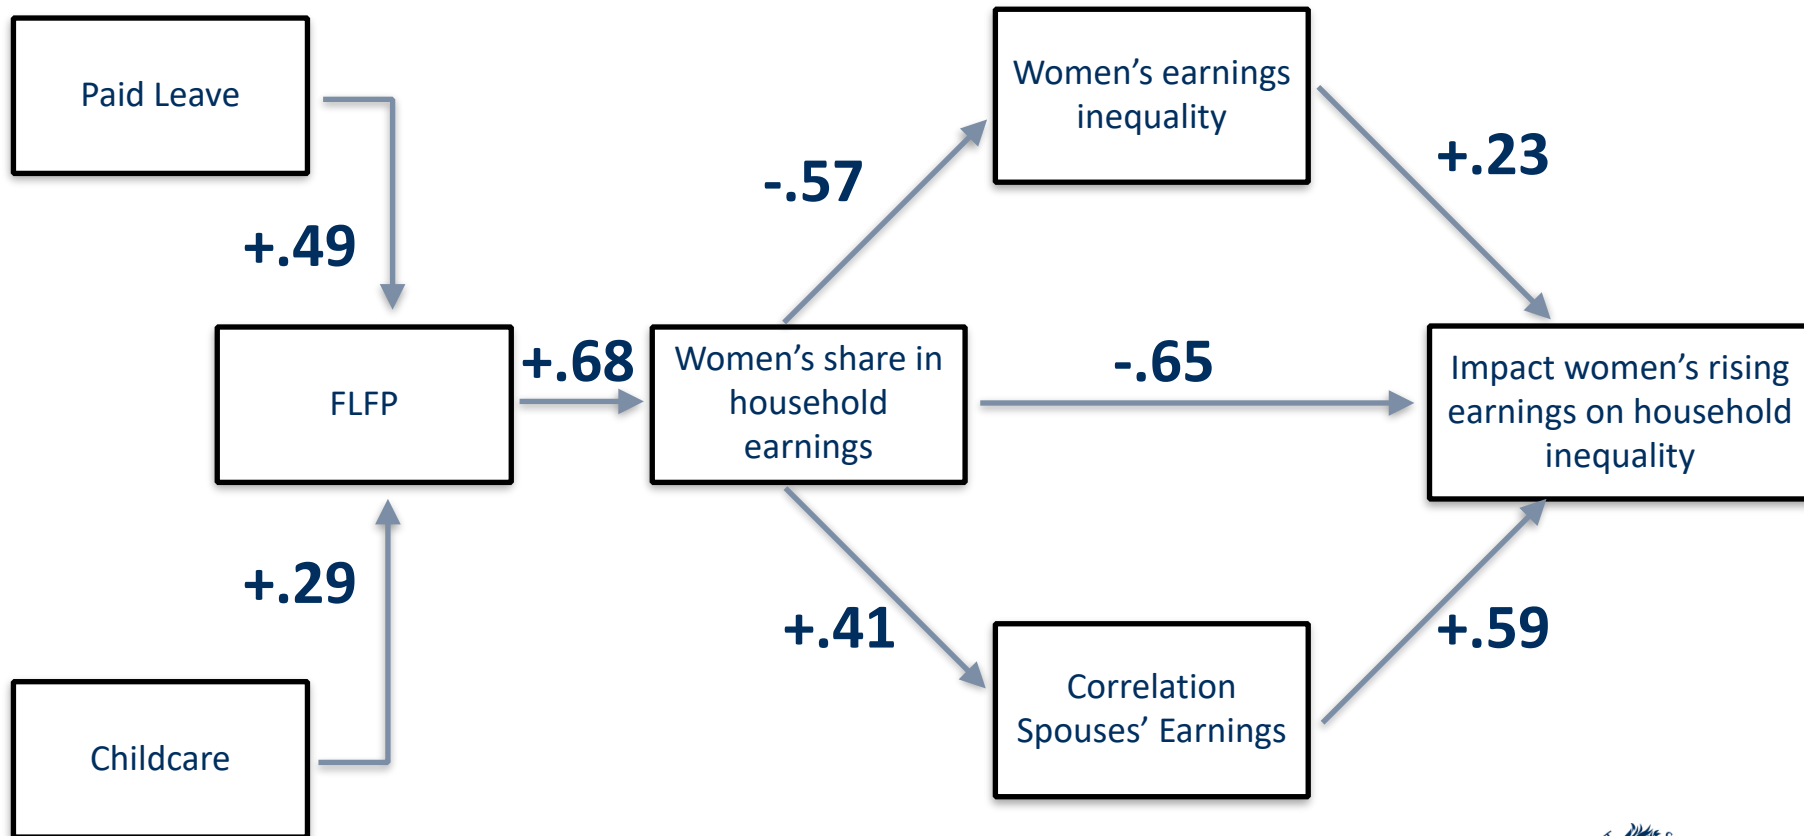 Paid Leave
+.49
Childcare
+.29
FLFP
+.68
Women’s share in
household
earnings
-.57
Women’s earnings
inequality
+.23
-.65
+.41
Correlation
Spouses’ Earnings
+.59
Impact women’s rising
earnings on household
inequality